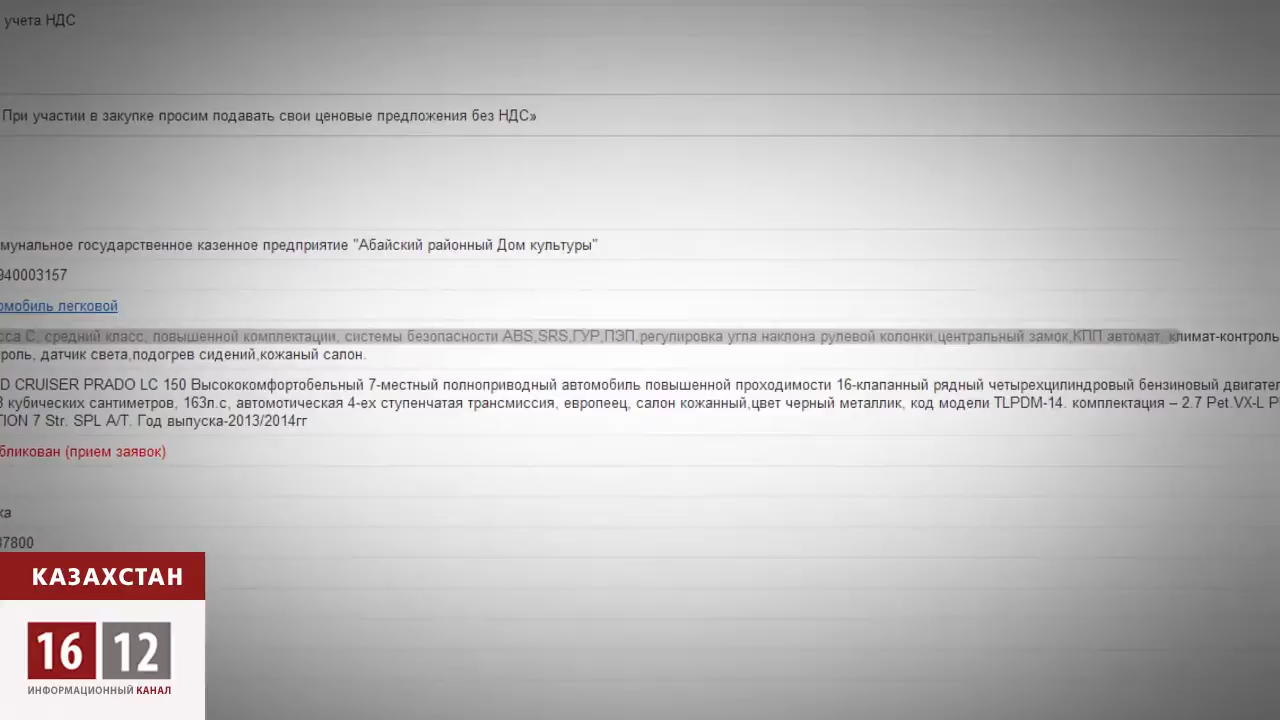 учета НДС
При участии в закупке просим подавать свои ценовые предложения без НДС»
мунальное государственное казенное предприятие "Абайский районный Дом культуры"
940003157
омобиль легковой
сса С, средний класс, повышенной комплектации, системы безопасности ABS,SRS,ГУР,ПЭП,регулировка угла наклона рулевой колонки,центральный замок,КПП автомат, климат-контроль
роль, датчик света,подогрев сидений,кожаный салон.
D CRUISER PRADO LC 150 Высококомфортобельный 7-местный полноприводный автомобиль повышенной проходимости 16-клапанный рядный четырехцилиндровый бензиновый двигател
3 кубических сантиметров, 163л.с, автомотическая 4-ех ступенчатая трансмиссия, европеец, салон кожанный,цвет черный металлик, код модели TLPDM-14. комплектация – 2.7 Pet.VX-L P
TION 7 Str. SPL A/T. Год выпуска-2013/2014гг
бликован (прием заявок)
ка
37800
КАЗАХСТАН
16 12
ИНФОРМАЦИОННЫЙ КАНАЛ